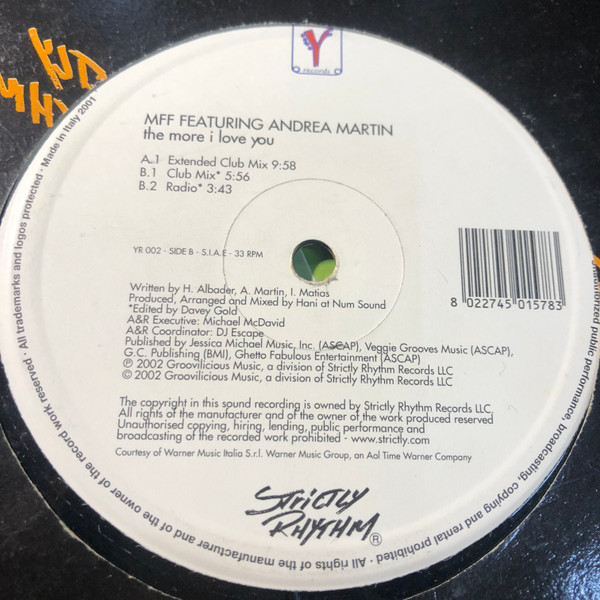 Y
records
MFF FEATURING ANDREA MARTIN
the more i love you
A.1 Extended Club Mix 9:58
B.1 Club Mix* 5:56
B.2 Radio* 3:43
YR 002 - SIDE B - S.I.A.E - 33 RPM
8 022745 015783
Written by H. Albader, A. Martin, I. Matias
Produced, Arranged and Mixed by Hani at Num Sound
*Edited by Davey Gold
A&R Executive: Michael McDavid
A&R Coordinator: DJ Escape
Published by Jessica Michael Music, Inc. (ASCAP), Veggie Grooves Music (ASCAP),
G.C. Publishing (BMI), Ghetto Fabulous Entertainment (ASCAP)
℗ 2002 Groovilicious Music, a division of Strictly Rhythm Records LLC
© 2002 Groovilicious Music, a division of Strictly Rhythm Records LLC
The copyright in this sound recording is owned by Strictly Rhythm Records LLC,
All rights of the manufacturer and of the owner of the work produced reserved
Unauthorised copying, hiring, lending, public performance and
broadcasting of the recorded work prohibited - www.strictly.com
Courtesy of Warner Music Italia S.r.l. Warner Music Group, an Aol Time Warner Company
STRICTLY
RHYTHM ®
All rights of the manufacturer and of the owner of the record work reserved · All trademarks and logos protected · Made in Italy 2001
public performance, broadcasting, copying and rental prohibited ·